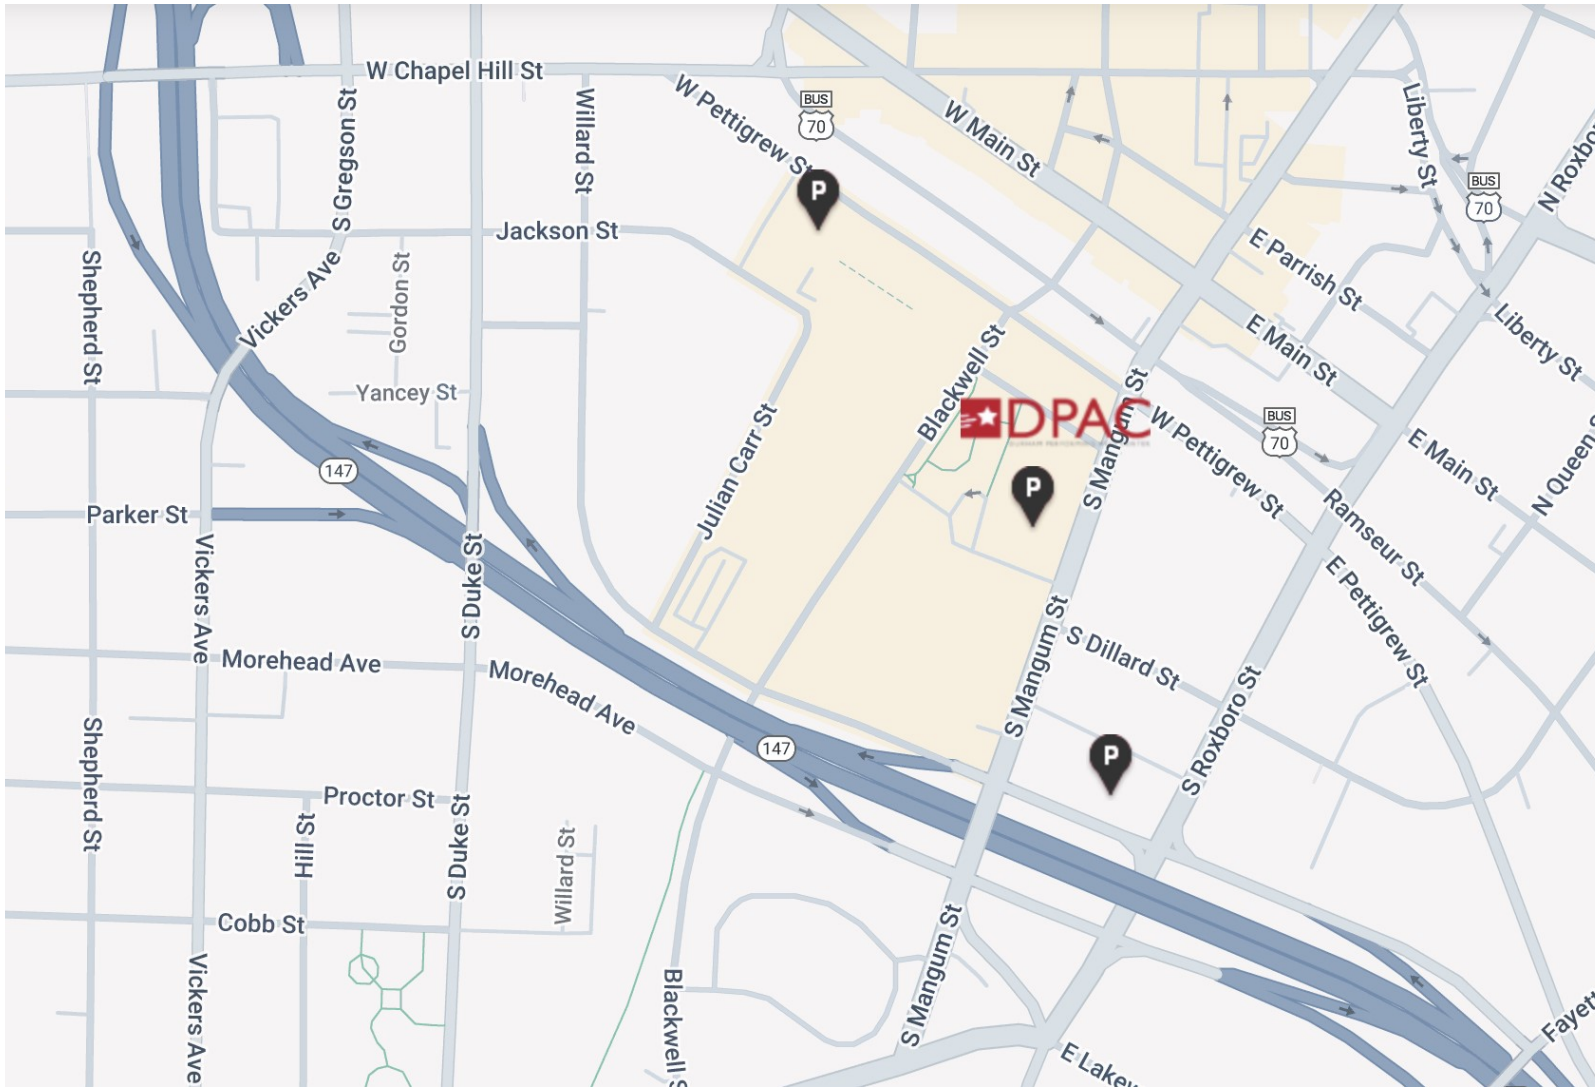 W Chapel Hill St
S Gregson St
Willard St
W Pettigrew St
BUS
70
W Main St
Liberty St
BUS
70
N Roxbo
P
Jackson St
Shepherd St
Vickers Ave
Gordon St
E Parrish St
Liberty St
E Main St
Blackwell St
Yancey St
Julian Carr St
DPAC
S Mangum St
W Pettigrew St
BUS
70
E Main St
N Queen S
147
P
Parker St
Ramseur St
Vickers Ave
S Duke St
E Pettigrew St
S Mangum St
S Dillard St
Morehead Ave
Morehead Ave
S Roxboro St
Shepherd St
147
P
Proctor St
Hill St
S Duke St
Willard St
Cobb St
Vickers Ave
Blackwell S
S Mangum St
Fayett
E Lakew